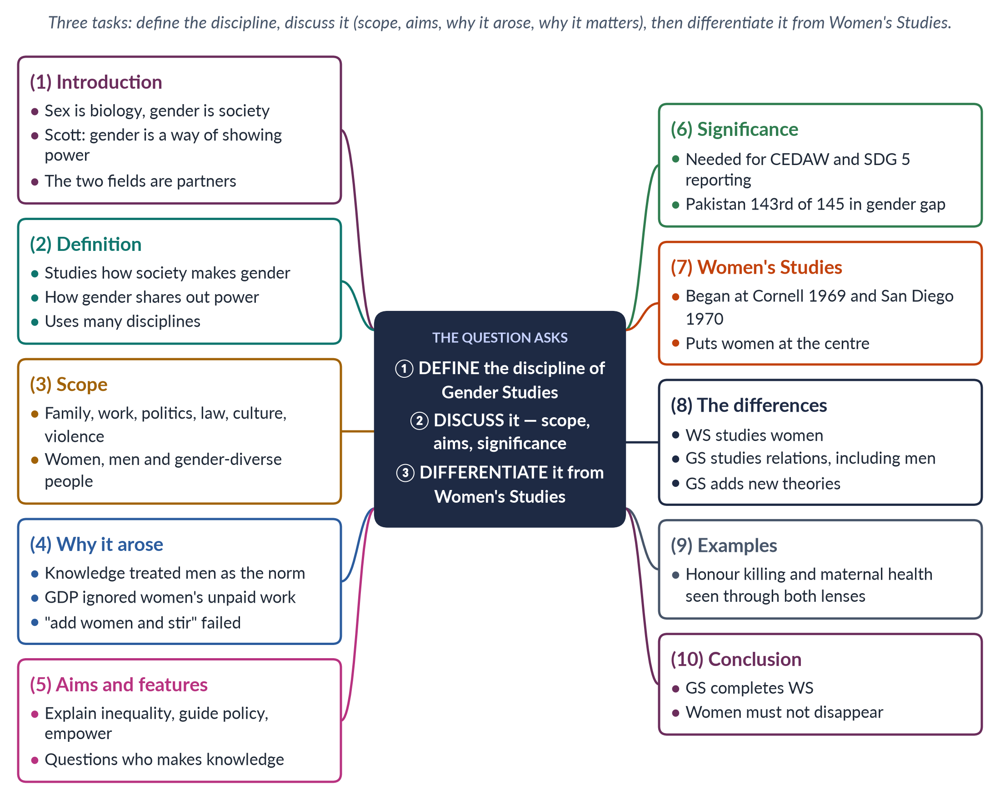 Three tasks: define the discipline, discuss it (scope, aims, why it arose, why it matters), then differentiate it from Women's Studies.
(1) Introduction
● Sex is biology, gender is society
● Scott: gender is a way of showing
power
● The two fields are partners
(2) Definition
● Studies how society makes gender
● How gender shares out power
● Uses many disciplines
(3) Scope
● Family, work, politics, law, culture,
violence
● Women, men and gender-diverse
people
(4) Why it arose
● Knowledge treated men as the norm
● GDP ignored women's unpaid work
● "add women and stir" failed
(5) Aims and features
● Explain inequality, guide policy,
empower
● Questions who makes knowledge
THE QUESTION ASKS
① DEFINE the discipline of
Gender Studies
② DISCUSS it — scope,
aims, significance
③ DIFFERENTIATE it from
Women's Studies
(6) Significance
● Needed for CEDAW and SDG 5
reporting
● Pakistan 143rd of 145 in gender gap
(7) Women's Studies
● Began at Cornell 1969 and San Diego
1970
● Puts women at the centre
(8) The differences
● WS studies women
● GS studies relations, including men
● GS adds new theories
(9) Examples
● Honour killing and maternal health
seen through both lenses
(10) Conclusion
● GS completes WS
● Women must not disappear